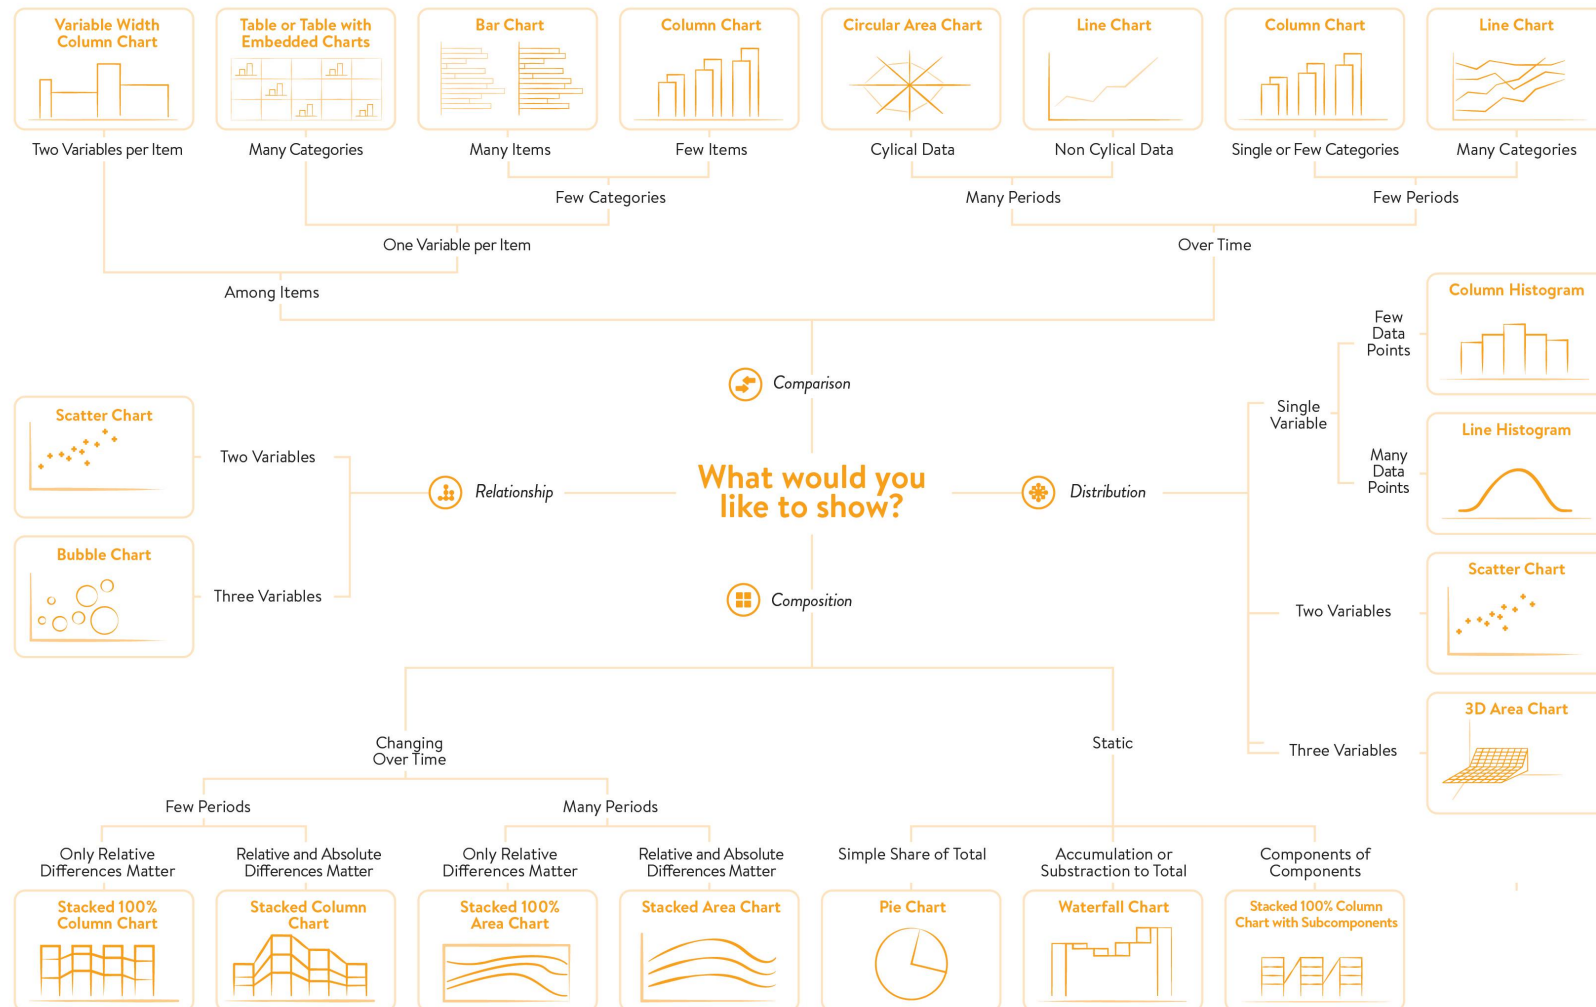 Variable Width
Column Chart
Table or Table with
Embedded Charts
Bar Chart
Column Chart
Circular Area Chart
Line Chart
Column Chart
Line Chart
Two Variables per Item
Many Categories
Many Items
Few Items
Cylical Data
Non Cylical Data
Single or Few Categories
Many Categories
Few Categories
Many Periods
Few Periods
One Variable per Item
Over Time
Among Items
Comparison
Column Histogram
Few
Data
Points
Single
Variable
Line Histogram
Many
Data
Points
Scatter Chart
Two Variables
Relationship
What would you
like to show?
Distribution
Bubble Chart
Three Variables
Composition
Scatter Chart
Two Variables
3D Area Chart
Three Variables
Changing
Over Time
Static
Few Periods
Many Periods
Only Relative
Differences Matter
Relative and Absolute
Differences Matter
Only Relative
Differences Matter
Relative and Absolute
Differences Matter
Simple Share of Total
Accumulation or
Substraction to Total
Components of
Components
Stacked 100%
Column Chart
Stacked Column
Chart
Stacked 100%
Area Chart
Stacked Area Chart
Pie Chart
Waterfall Chart
Stacked 100% Column
Chart with Subcomponents